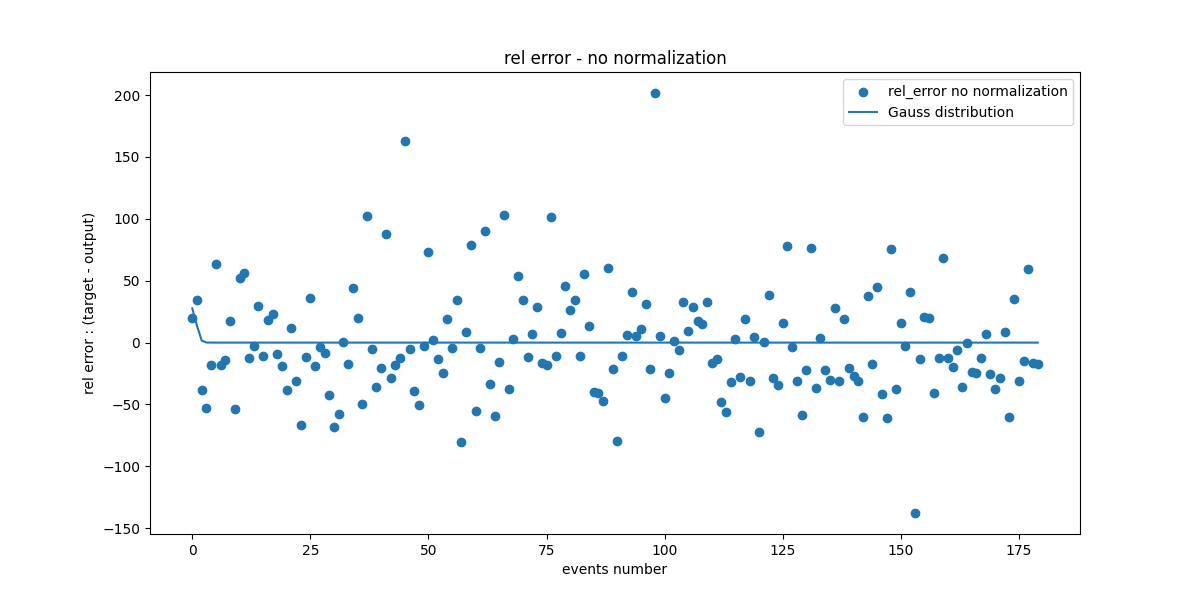 rel error - no normalization
rel_error no normalization
Gauss distribution
rel error : (target - output)
200
150
100
50
0
−50
−100
−150
0 25 50 75 100 125 150 175
events number